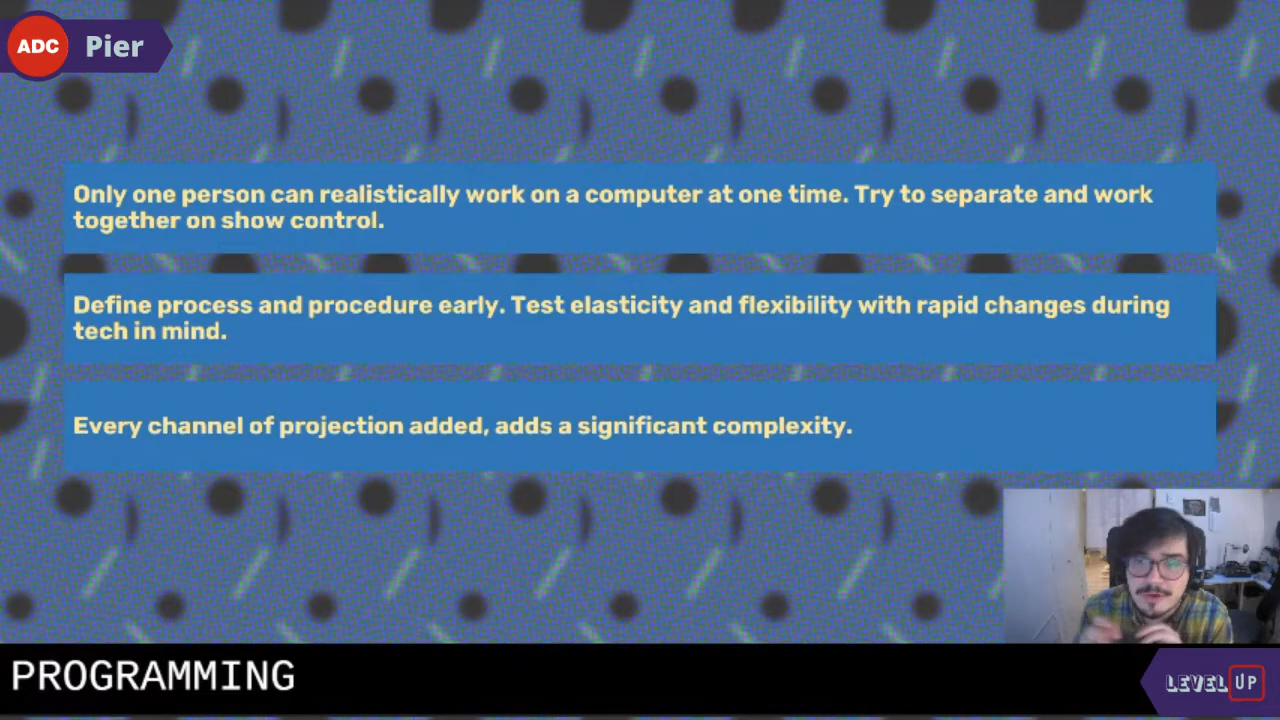 ADC Pier
Only one person can realistically work on a computer at one time. Try to separate and work
together on show control.
Define process and procedure early. Test elasticity and flexibility with rapid changes during
tech in mind.
Every channel of projection added, adds a significant complexity.
PROGRAMMING
LEVEL UP